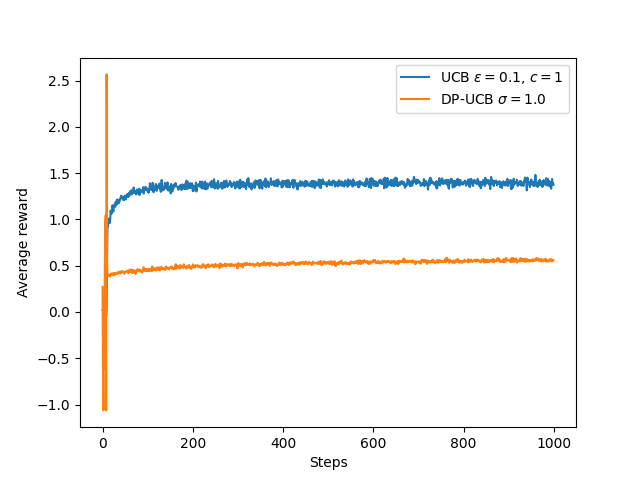 UCB ε = 0.1, c = 1
DP-UCB σ = 1.0
2.5
2.0
1.5
1.0
0.5
0.0
−0.5
−1.0
Average reward
0 200 400 600 800 1000
Steps